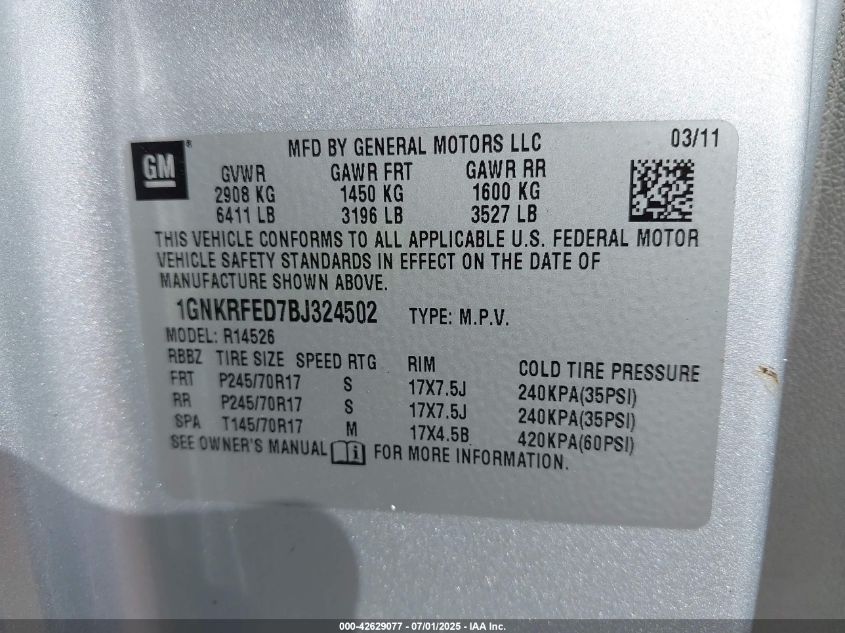 GM
MFD BY GENERAL MOTORS LLC 03/11
GVWR GAWR FRT GAWR RR
2908 KG 1450 KG 1600 KG
6411 LB 3196 LB 3527 LB
THIS VEHICLE CONFORMS TO ALL APPLICABLE U.S. FEDERAL MOTOR
VEHICLE SAFETY STANDARDS IN EFFECT ON THE DATE OF
MANUFACTURE SHOWN ABOVE.
1GNKRFED7BJ324502 TYPE: M.P.V.
MODEL: R14526
RBBZ TIRE SIZE SPEED RTG RIM COLD TIRE PRESSURE
FRT P245/70R17 S 17X7.5J 240KPA(35PSI)
RR P245/70R17 S 17X7.5J 240KPA(35PSI)
SPA T145/70R17 M 17X4.5B 420KPA(60PSI)
SEE OWNER'S MANUAL FOR MORE INFORMATION.
000-42629077 - 07/01/2025 - IAA Inc.